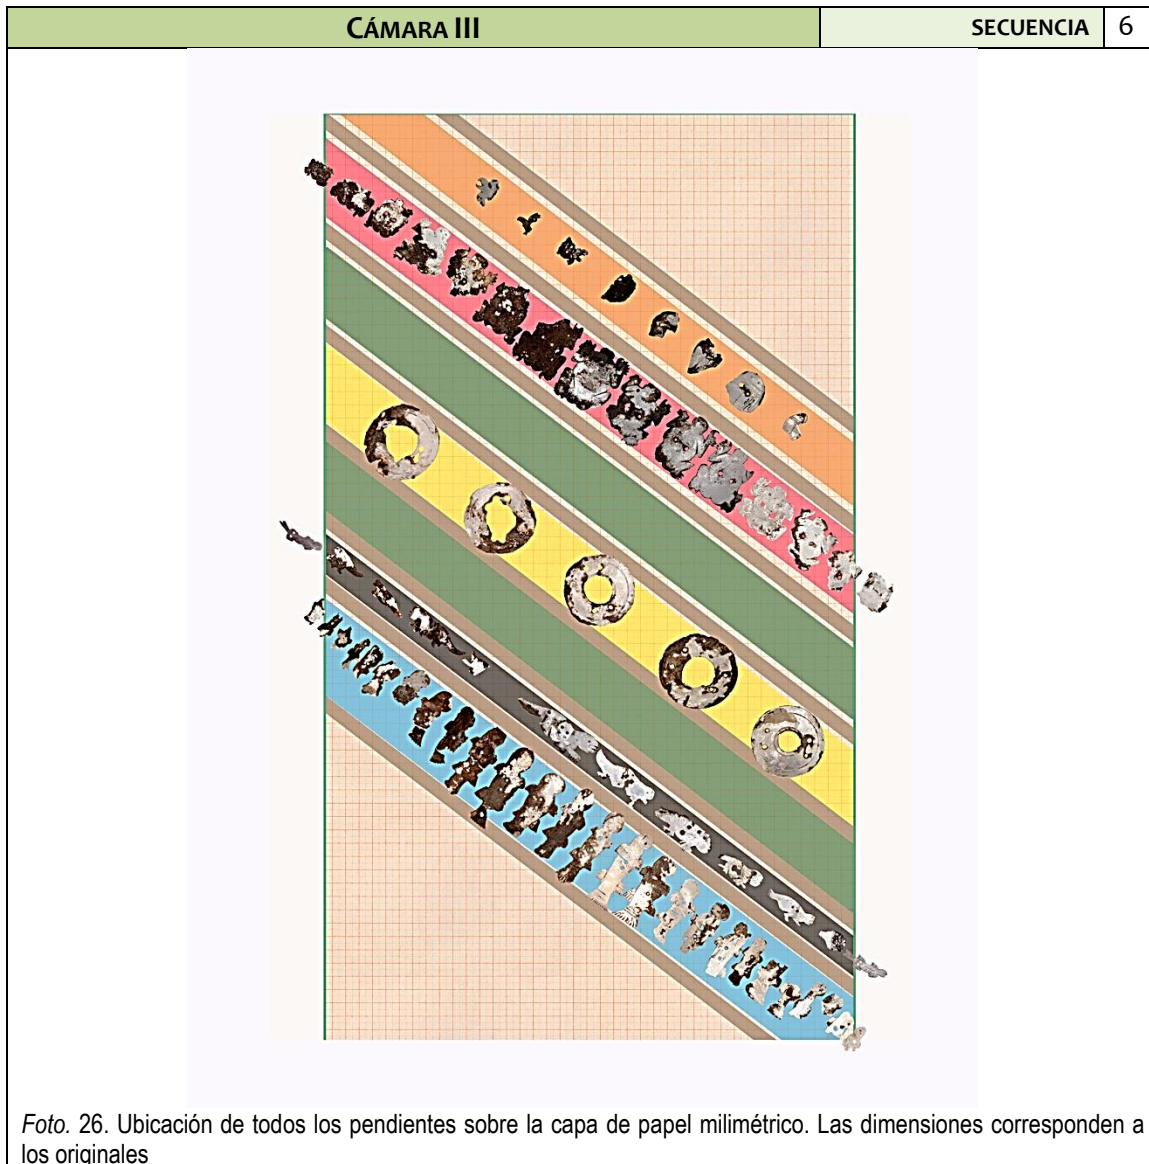 CÁMARA III
SECUENCIA 6
Foto. 26. Ubicación de todos los pendientes sobre la capa de papel milimétrico. Las dimensiones corresponden a
los originales